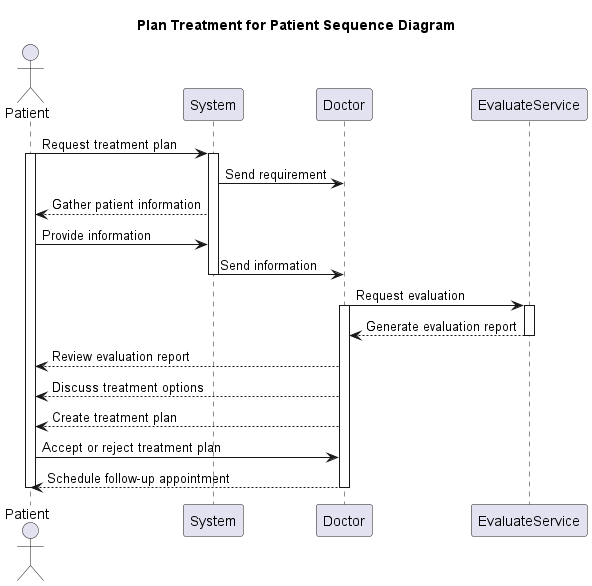 Plan Treatment for Patient Sequence Diagram
Patient
System
Doctor
EvaluateService
Request treatment plan
Send requirement
Gather patient information
Provide information
Send information
Request evaluation
Generate evaluation report
Review evaluation report
Discuss treatment options
Create treatment plan
Accept or reject treatment plan
Schedule follow-up appointment
Patient
System
Doctor
EvaluateService